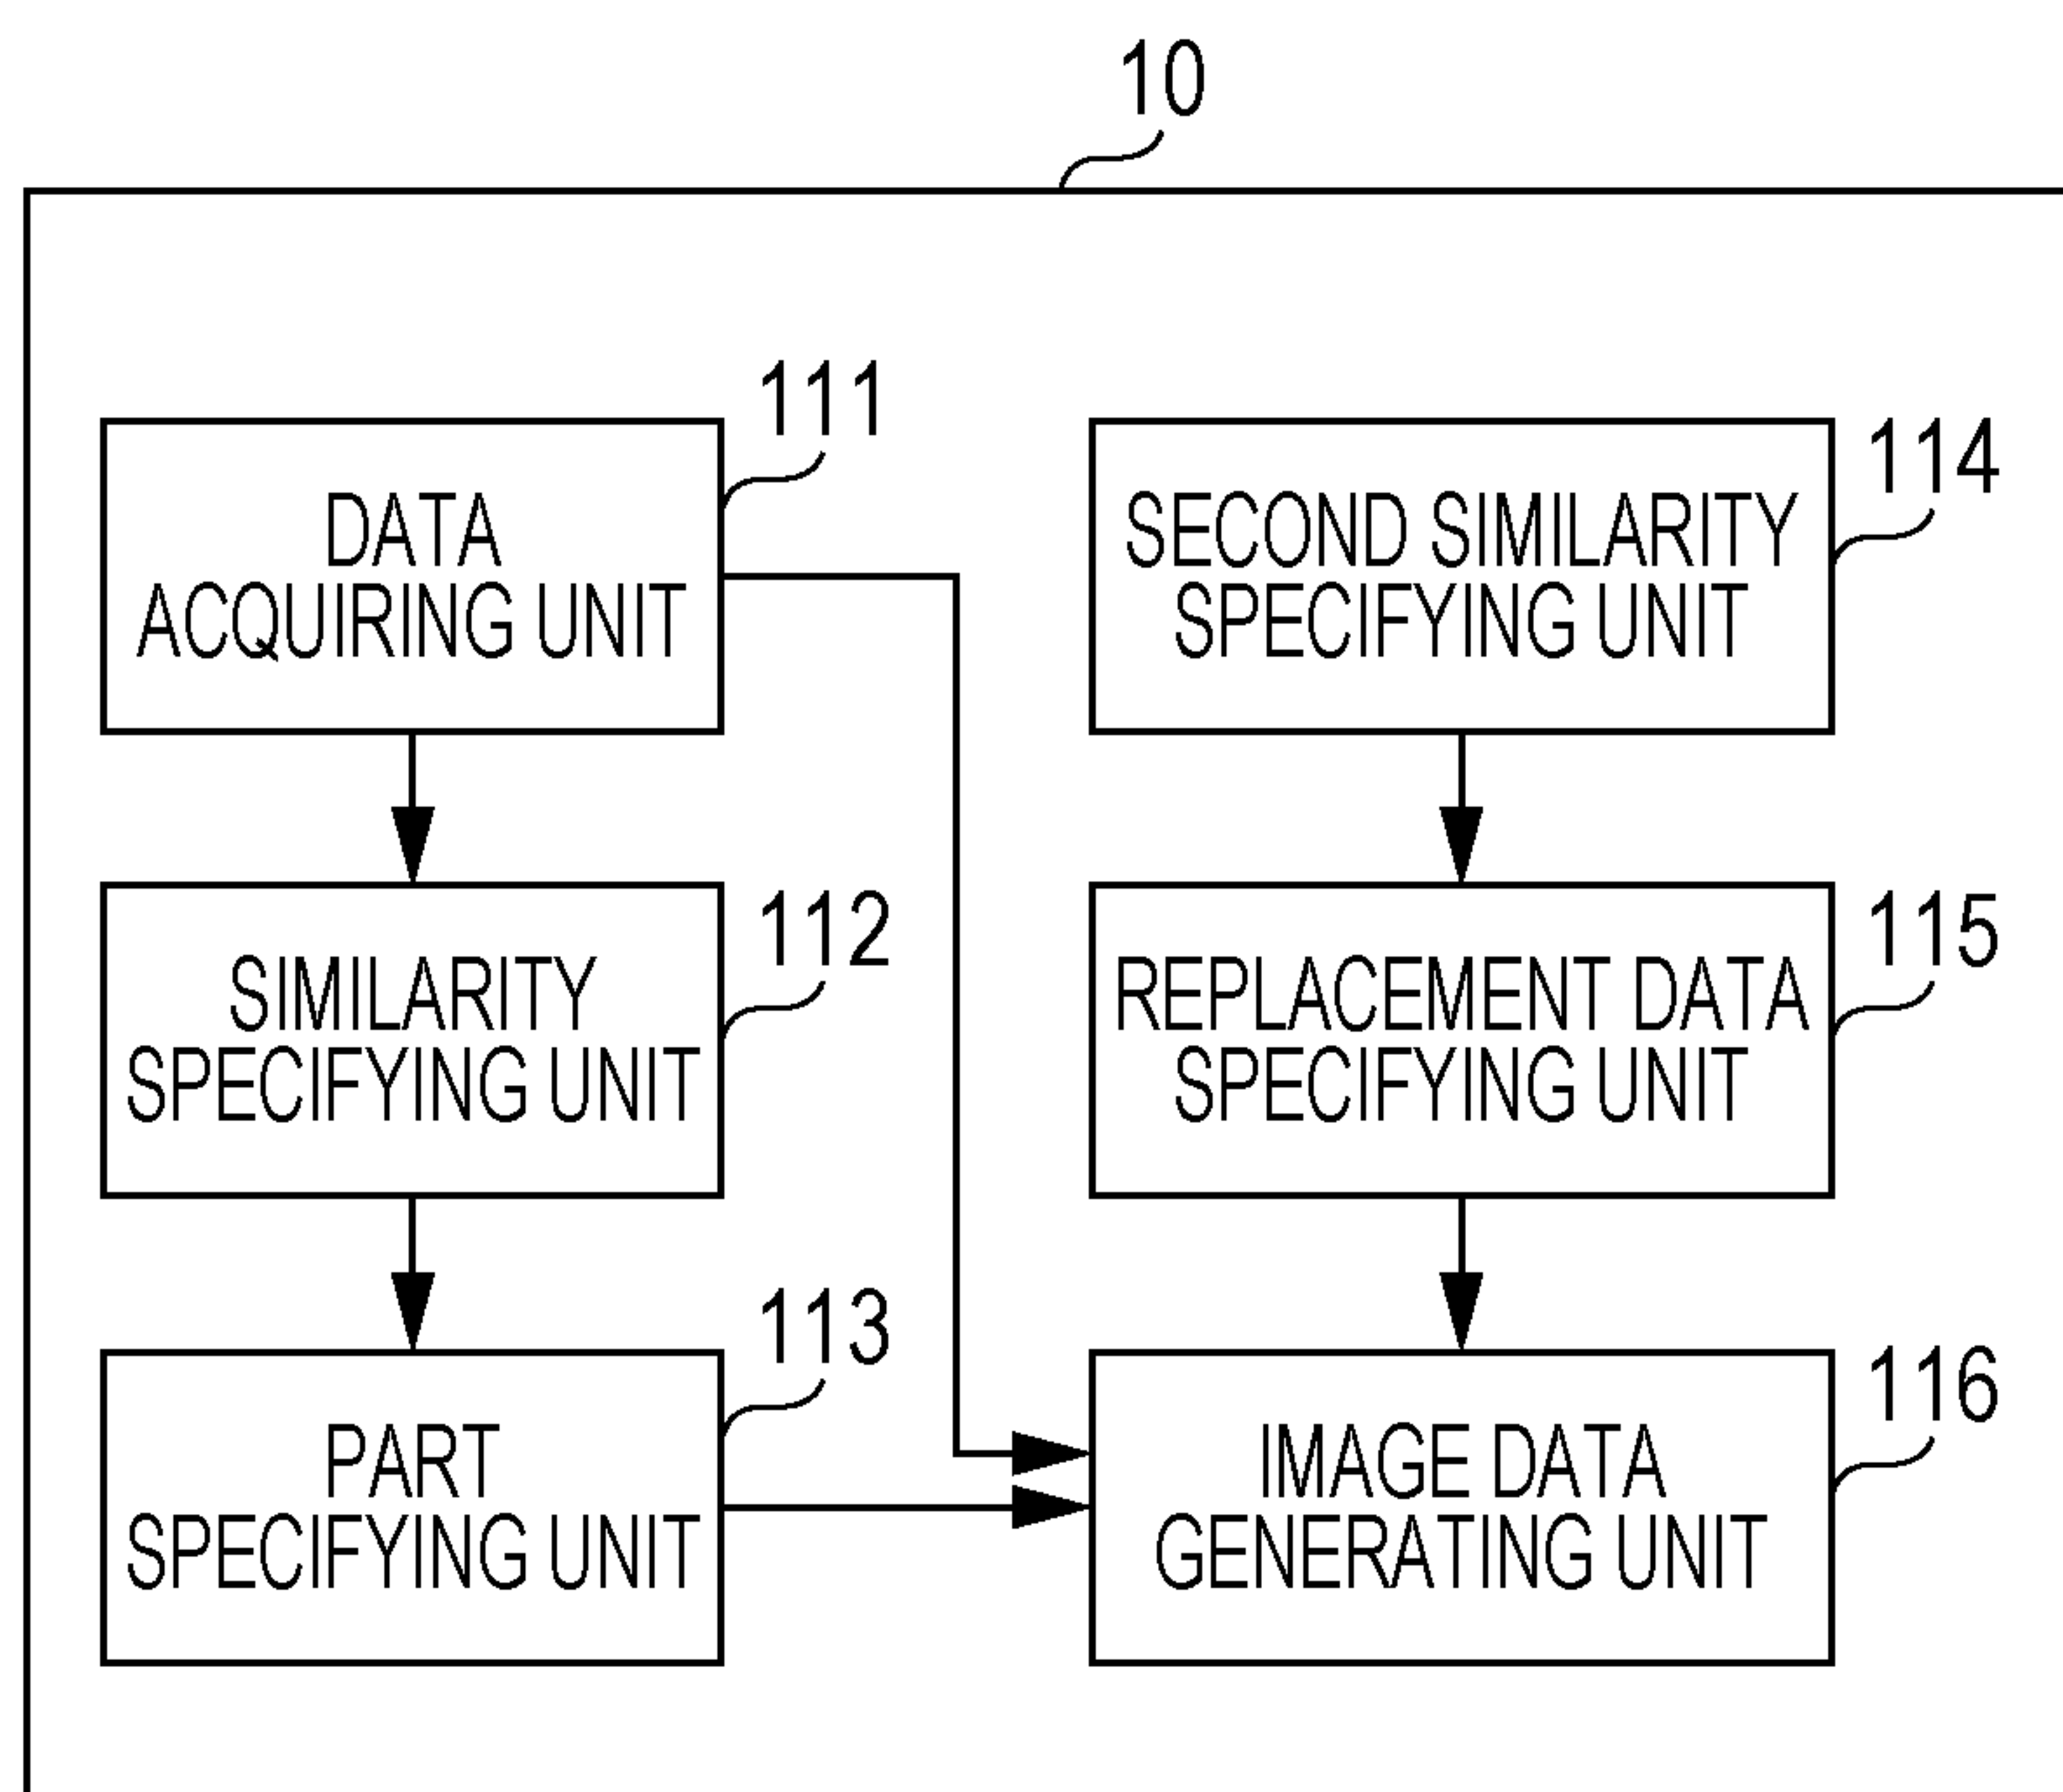 10
111
DATA
ACQUIRING UNIT
112
SIMILARITY
SPECIFYING UNIT
113
PART
SPECIFYING UNIT
114
SECOND SIMILARITY
SPECIFYING UNIT
115
REPLACEMENT DATA
SPECIFYING UNIT
116
IMAGE DATA
GENERATING UNIT